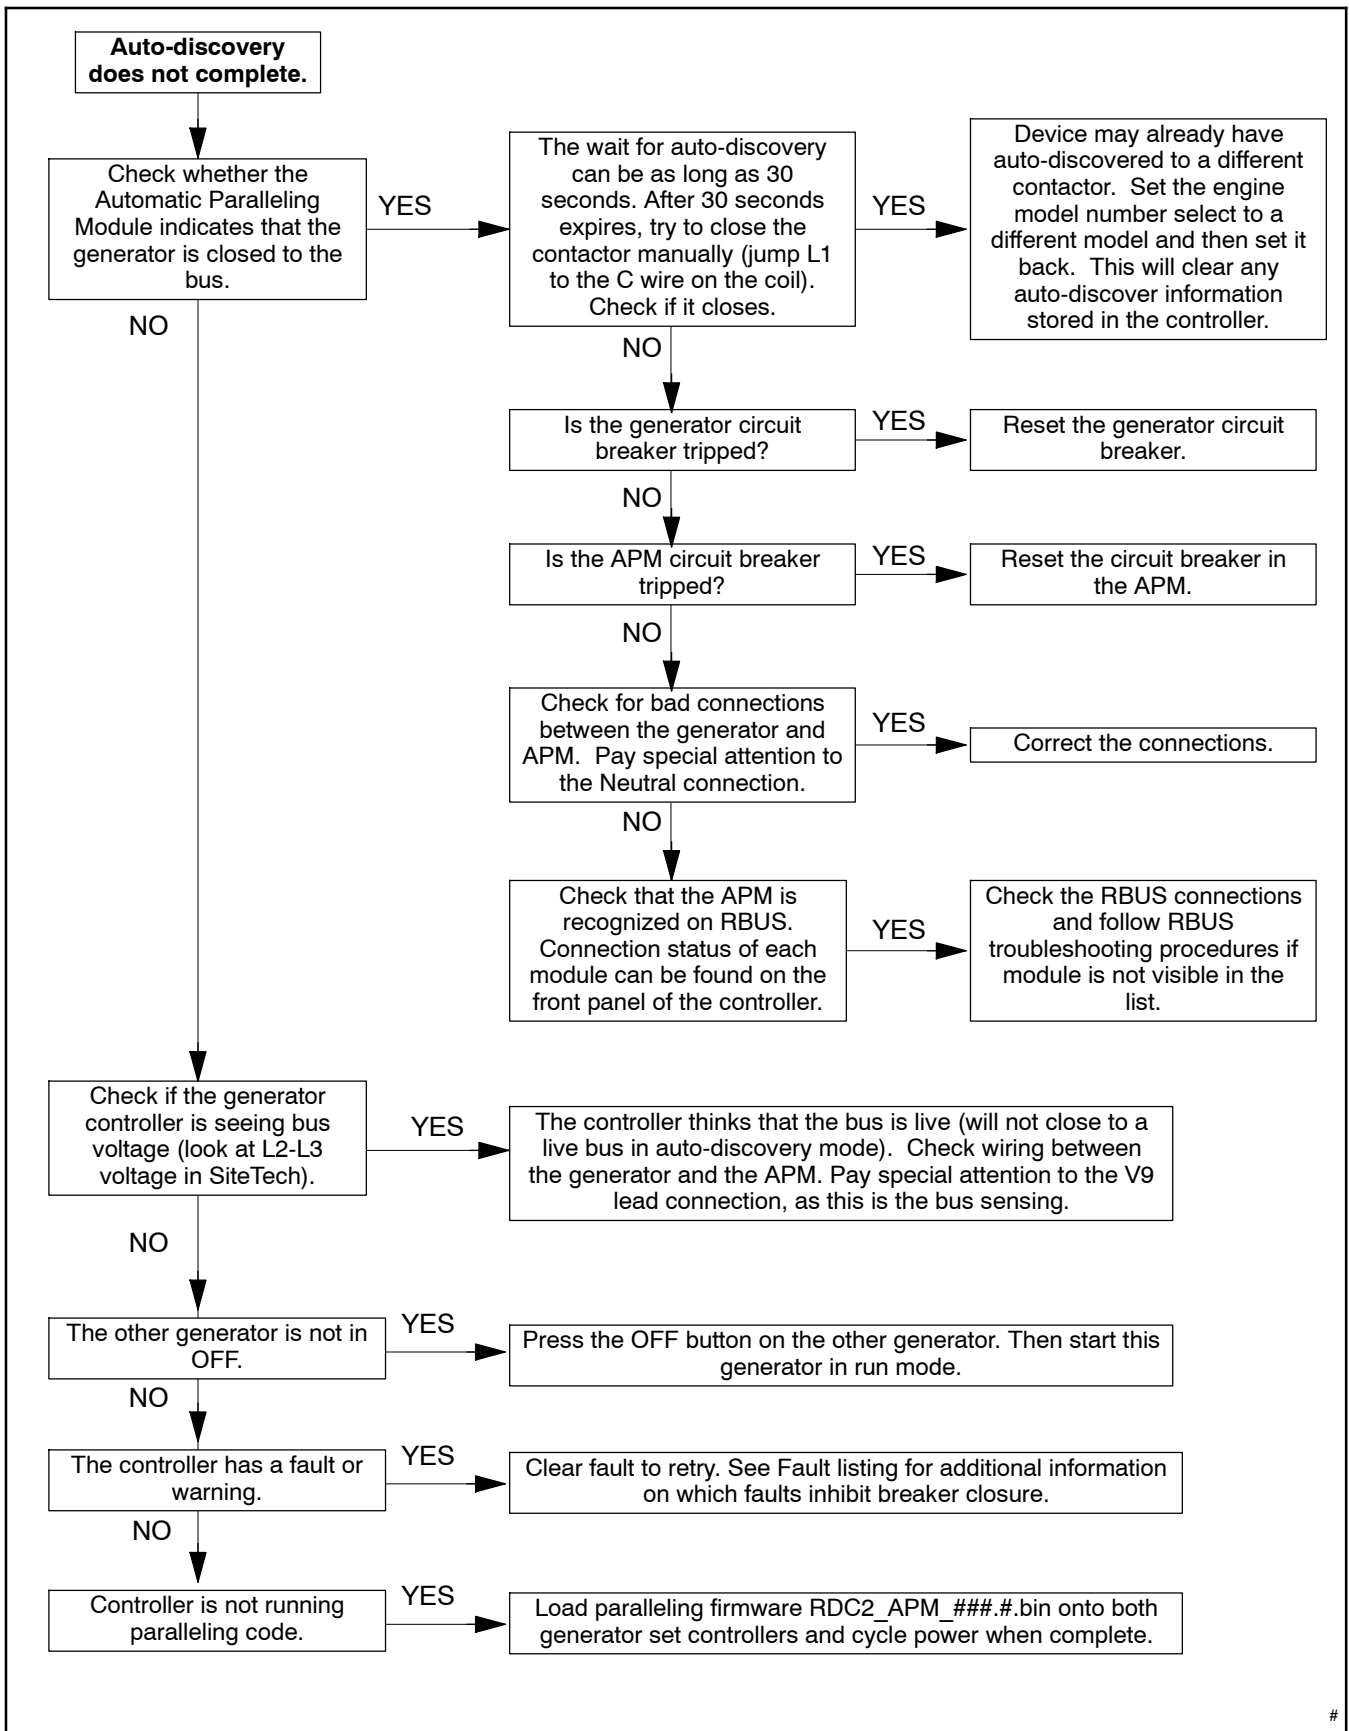 Auto-discovery
does not complete.
Check whether the
Automatic Paralleling
Module indicates that the
generator is closed to the
bus.
YES
The wait for auto-discovery
can be as long as 30
seconds. After 30 seconds
expires, try to close the
contactor manually (jump L1
to the C wire on the coil).
Check if it closes.
YES
Device may already have
auto-discovered to a different
contactor.  Set the engine
model number select to a
different model and then set it
back.  This will clear any
auto-discover information
stored in the controller.
NO
NO
Is the generator circuit
breaker tripped?
YES
Reset the generator circuit
breaker.
NO
Is the APM circuit breaker
tripped?
YES
Reset the circuit breaker in
the APM.
NO
Check for bad connections
between the generator and
APM.  Pay special attention to
the Neutral connection.
YES
Correct the connections.
NO
Check that the APM is
recognized on RBUS.
Connection status of each
module can be found on the
front panel of the controller.
YES
Check the RBUS connections
and follow RBUS
troubleshooting procedures if
module is not visible in the
list.
Check if the generator
controller is seeing bus
voltage (look at L2-L3
voltage in SiteTech).
YES
The controller thinks that the bus is live (will not close to a
live bus in auto-discovery mode).  Check wiring between
the generator and the APM. Pay special attention to the V9
lead connection, as this is the bus sensing.
NO
The other generator is not in
OFF.
YES
Press the OFF button on the other generator. Then start this
generator in run mode.
NO
The controller has a fault or
warning.
YES
Clear fault to retry. See Fault listing for additional information
on which faults inhibit breaker closure.
NO
Controller is not running
paralleling code.
YES
Load paralleling firmware RDC2_APM_###.#.bin onto both
generator set controllers and cycle power when complete.
#